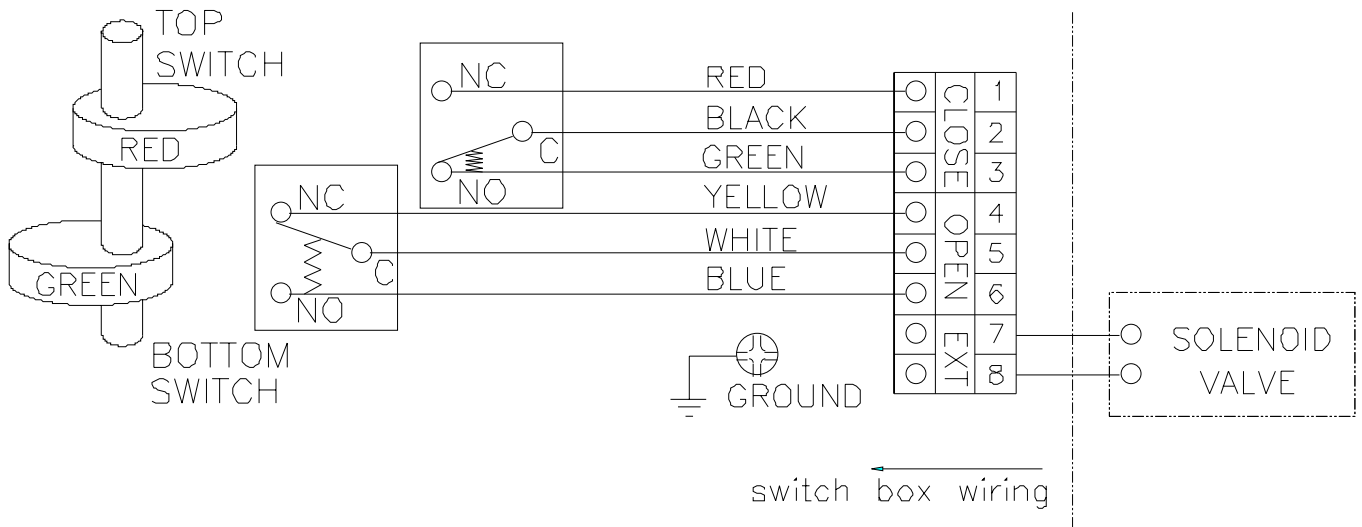 TOP
SWITCH
RED
GREEN
BOTTOM
SWITCH
NC
C
NO
NC
C
NO
RED
BLACK
GREEN
YELLOW
WHITE
BLUE
GROUND
CLOSE
OPEN
EXT
1
2
3
4
5
6
7
8
SOLENOID
VALVE
switch box wiring